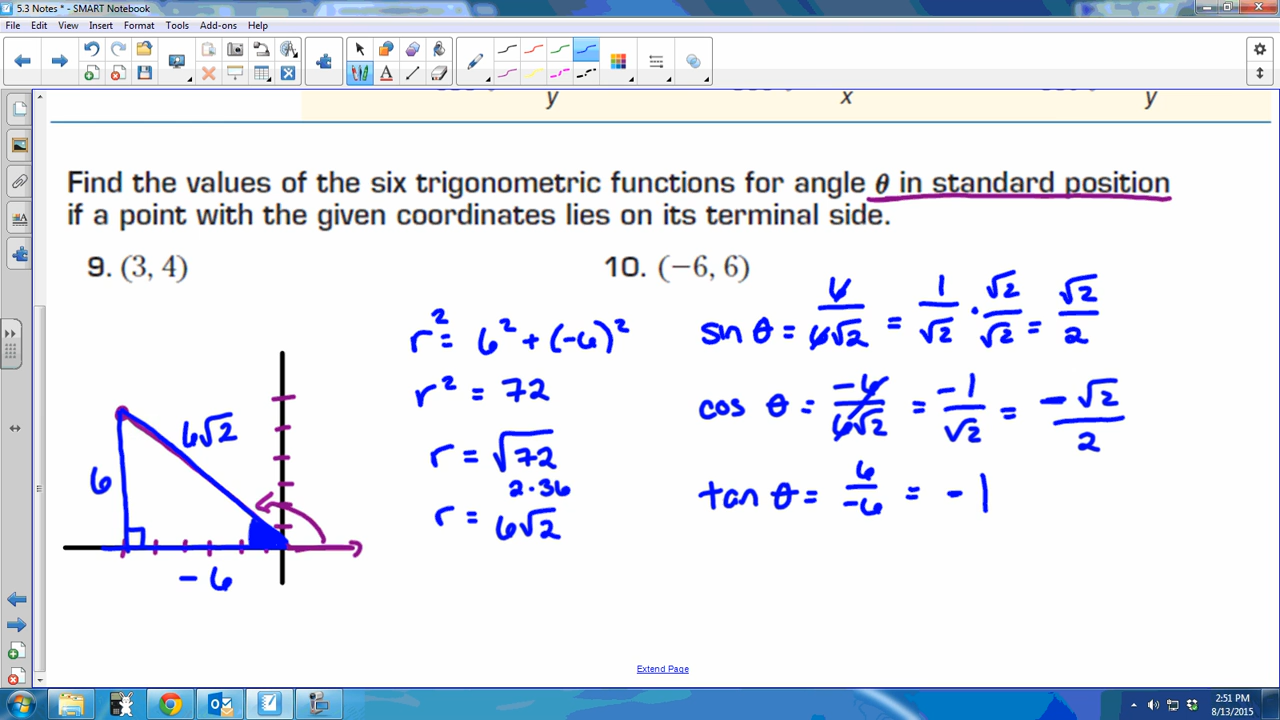 5.3 Notes * - SMART Notebook
File Edit View Insert Format Tools Add-ons Help
y x y
Find the values of the six trigonometric functions for angle θ in standard position
if a point with the given coordinates lies on its terminal side.
9. (3, 4)
10. (−6, 6)
6√2
6
-6
r² = 6² + (-6)²
r² = 72
r = √72
2·36
r = 6√2
sin θ = 6/6√2 = 1/√2 · √2/√2 = √2/2
cos θ = -6/6√2 = -1/√2 = -√2/2
tan θ = 6/-6 = -1
Extend Page
2:51 PM
8/13/2015